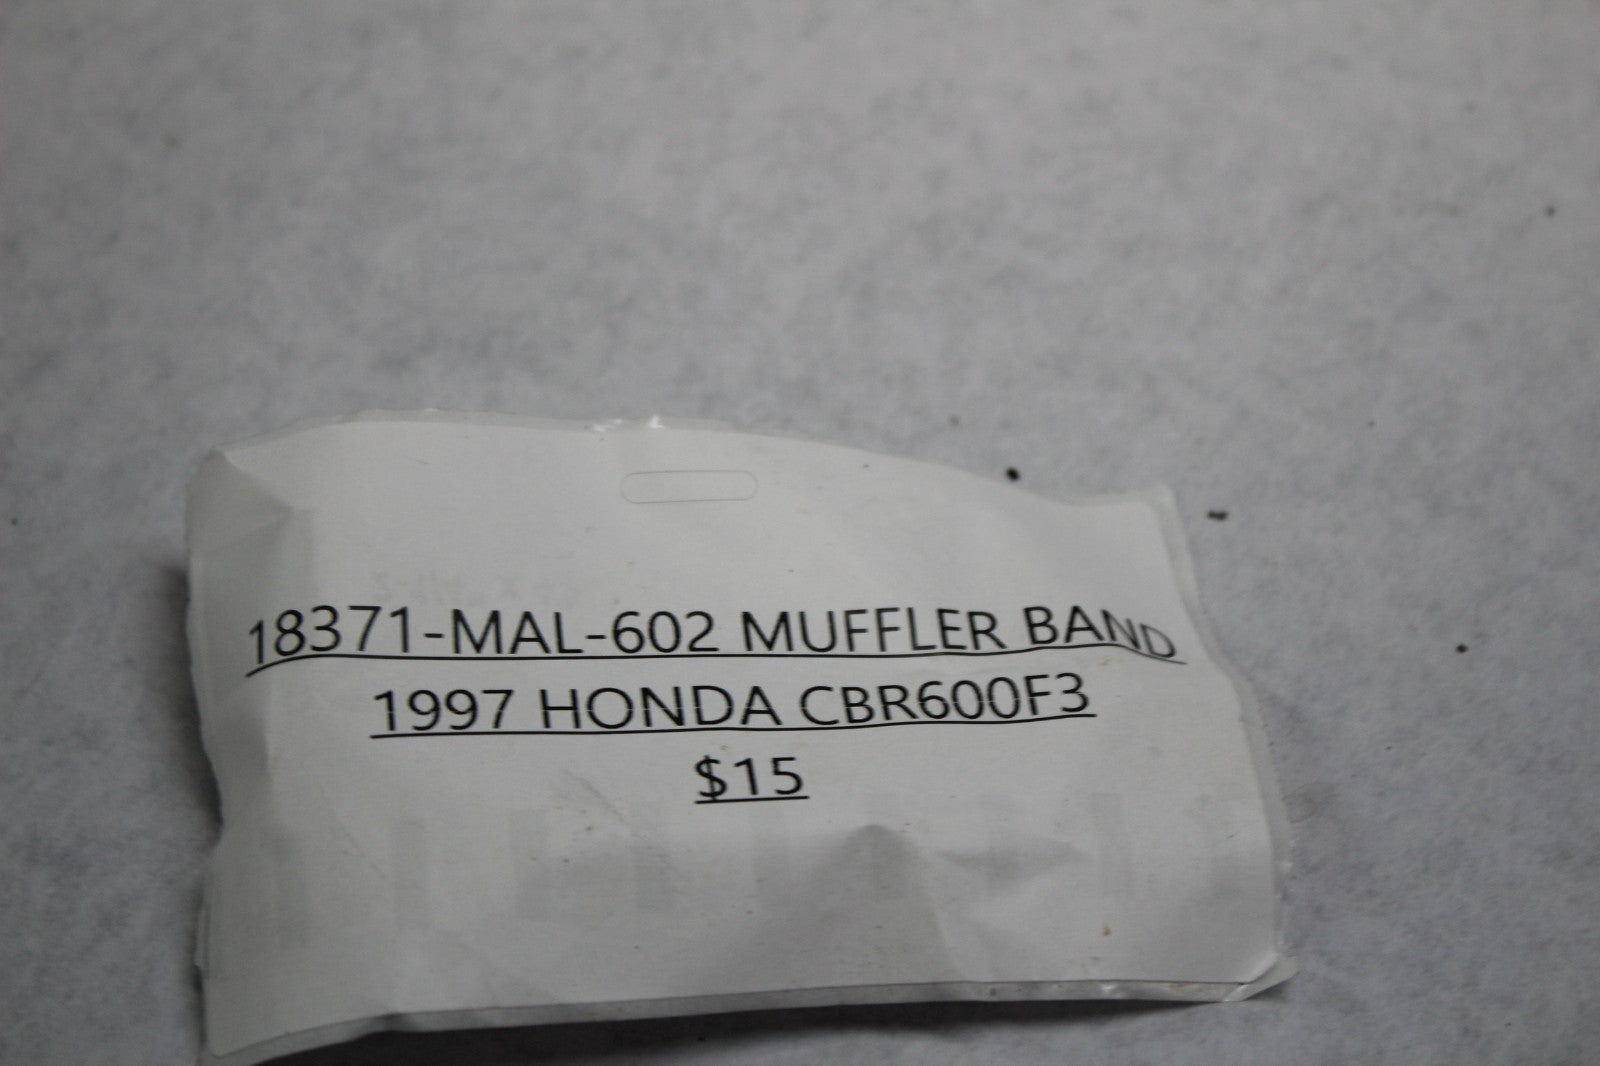 18371-MAL-602 MUFFLER BAND
1997 HONDA CBR600F3
$15